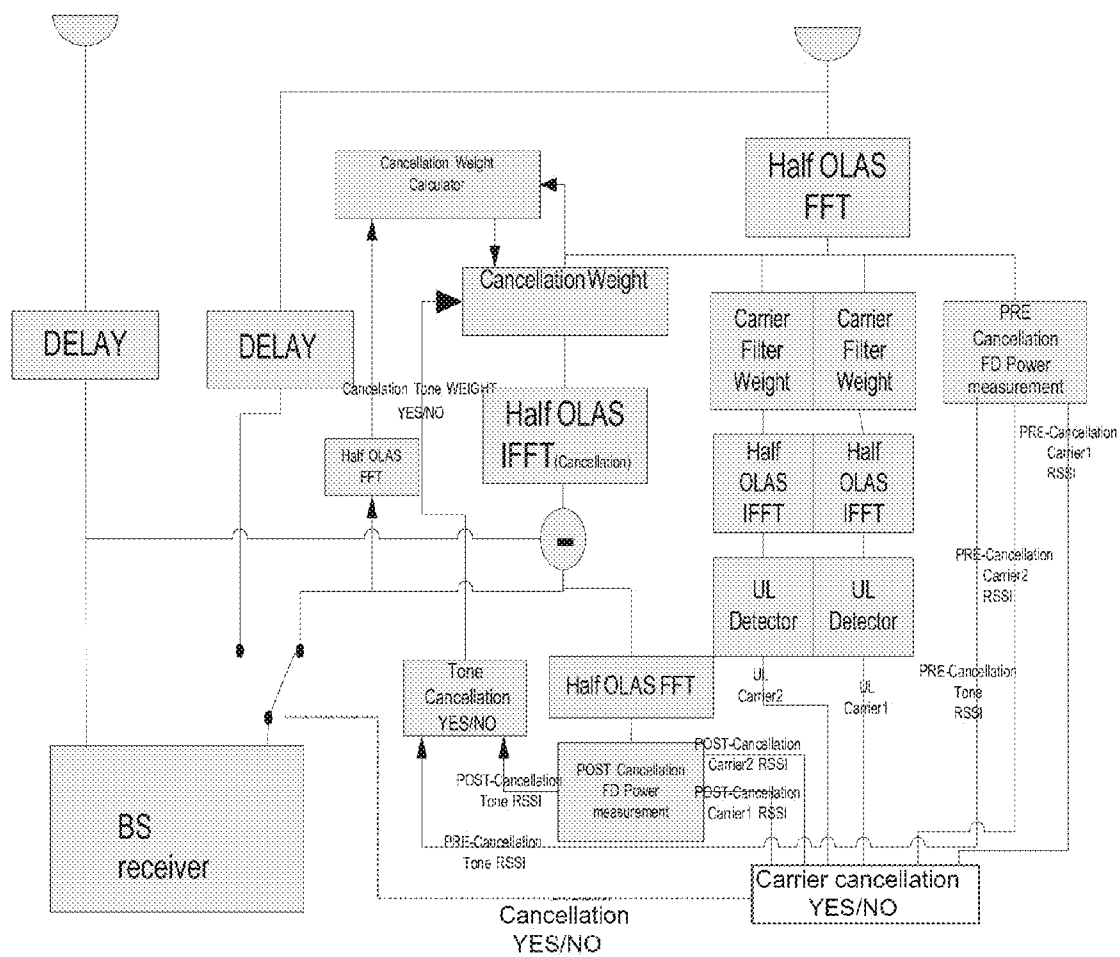 Half OLAS
FFT
Cancellation Weight
Calculator
Cancellation Weight
DELAY
DELAY
Carrier
Filter
Weight
Carrier
Filter
Weight
PRE
Cancellation
FD Power
measurement
Cancelation Tone WEIGHT
YES/NO
Half OLAS
IFFT(Cancellation)
Half OLAS
FFT
Half
OLAS
IFFT
Half
OLAS
IFFT
PRE-Cancellation
Carrier1
RSSI
-
PRE-Cancellation
Carrier2
RSSI
UL
Detector
UL
Detector
Tone
Cancellation
YES/NO
Half OLAS FFT
UL
Carrier2
UL
Carrier1
PRE-Cancellation
Tone
RSSI
POST-Cancellation
Tone RSSI
POST Cancellation
FD Power
measurement
POST-Cancellation
Carrier2 RSSI
POST-Cancellation
Carrier1 RSSI
BS
receiver
PRE-Cancellation
Tone RSSI
Carrier cancellation
YES/NO
Cancellation
YES/NO